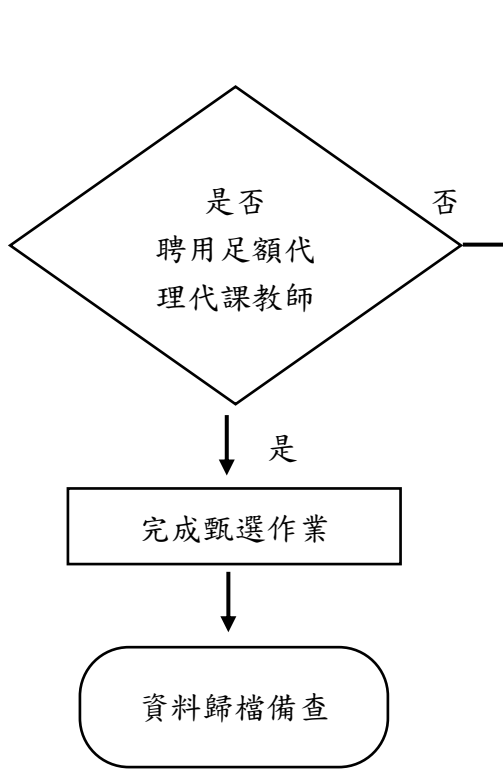 是否
聘用足額代
理代課教師
否
是
完成甄選作業
資料歸檔備查